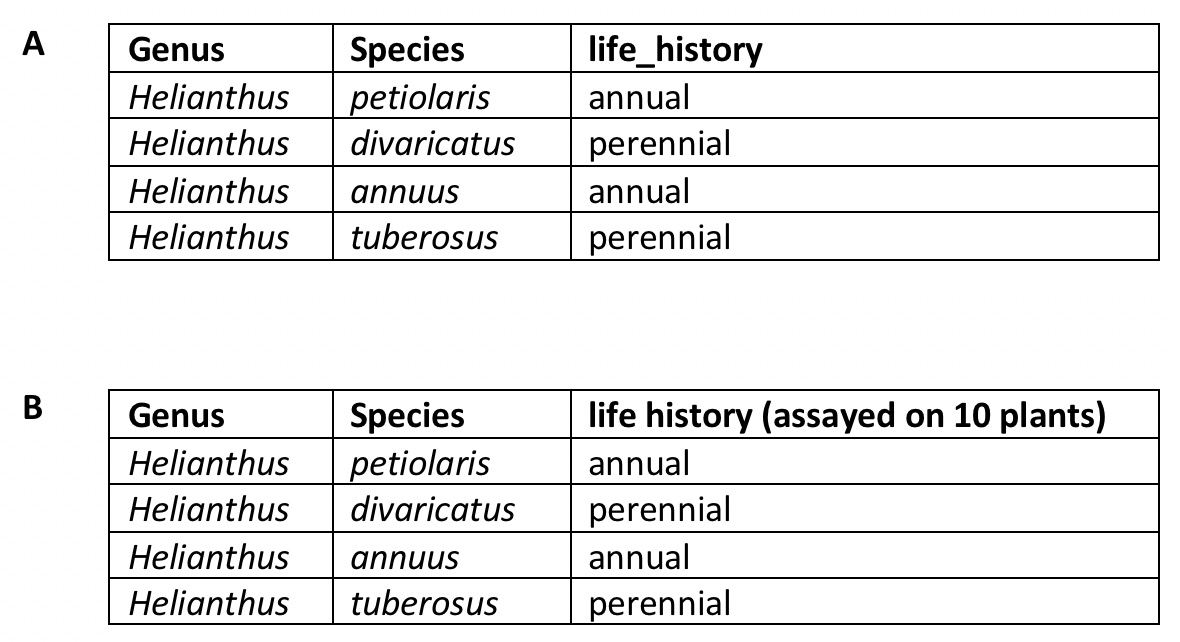 A
Genus Species life_history
Helianthus petiolaris annual
Helianthus divaricatus perennial
Helianthus annuus annual
Helianthus tuberosus perennial
B
Genus Species life history (assayed on 10 plants)
Helianthus petiolaris annual
Helianthus divaricatus perennial
Helianthus annuus annual
Helianthus tuberosus perennial